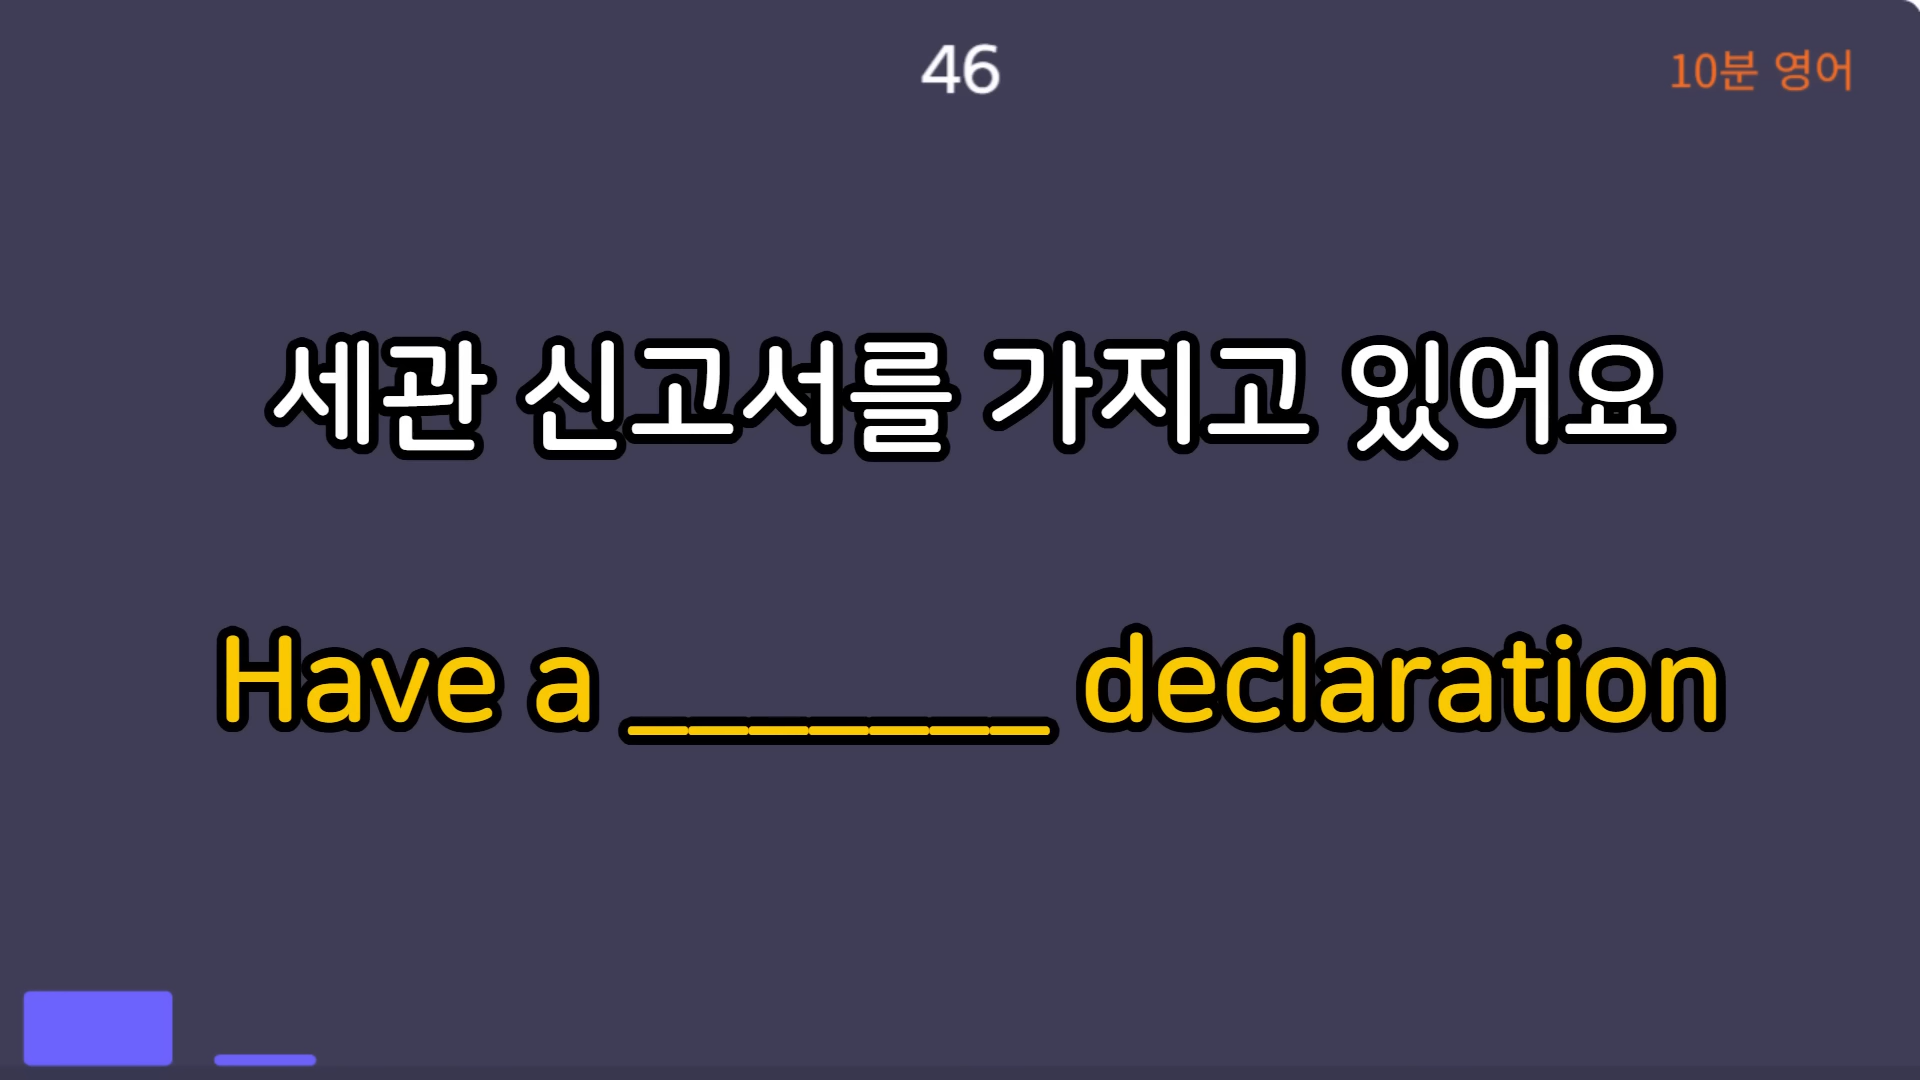 46
10분 영어
세관 신고서를 가지고 있어요
Have a _______ declaration